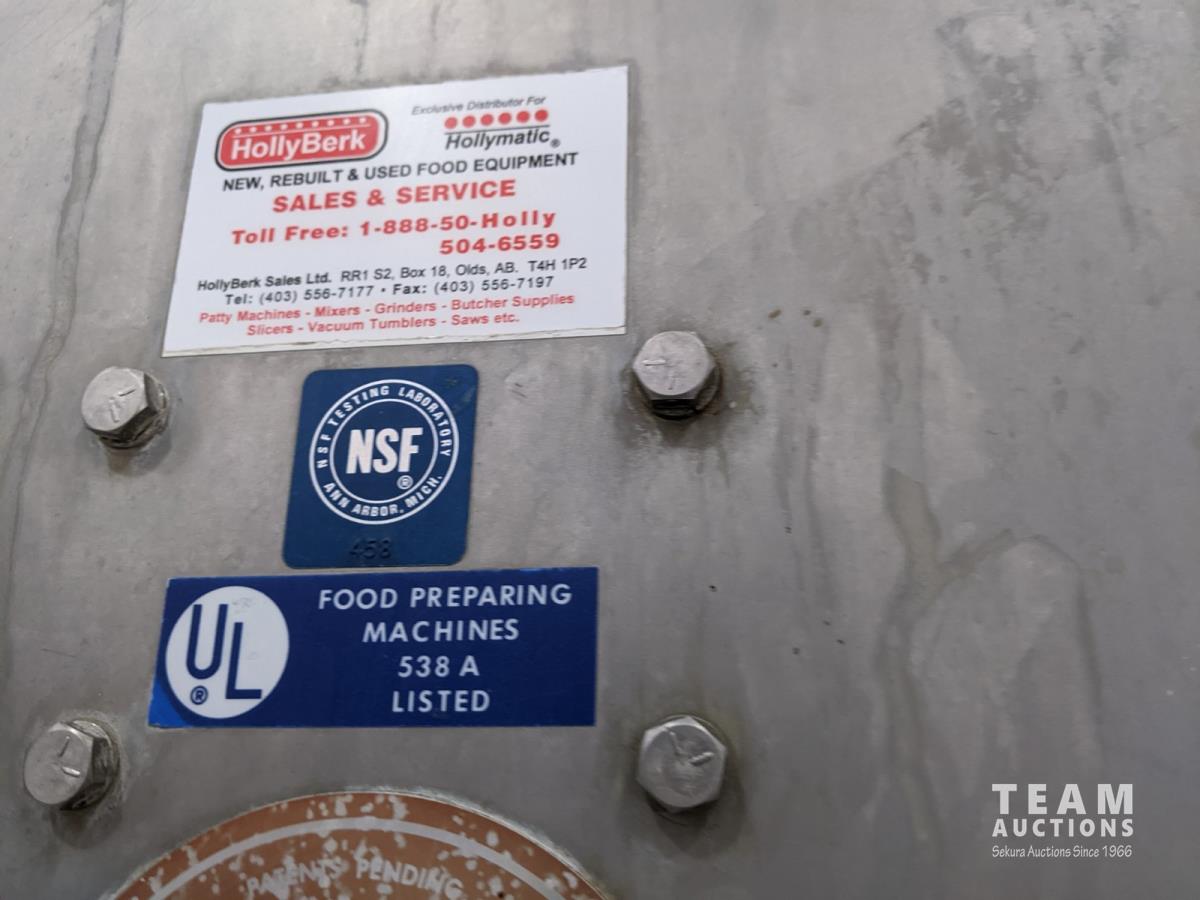 HollyBerk
Exclusive Distributor For
Hollymatic®
NEW, REBUILT & USED FOOD EQUIPMENT
SALES & SERVICE
Toll Free: 1-888-50-Holly
504-6559
HollyBerk Sales Ltd. RR1 S2, Box 18, Olds, AB. T4H 1P2
Tel: (403) 556-7177 • Fax: (403) 556-7197
Patty Machines - Mixers - Grinders - Butcher Supplies
Slicers - Vacuum Tumblers - Saws etc.
NSF TESTING LABORATORY
NSF®
ANN ARBOR, MICH.
458
UL®
FOOD PREPARING
MACHINES
538 A
LISTED
PATENTS PENDING
TEAM
AUCTIONS
Sekura Auctions Since 1966